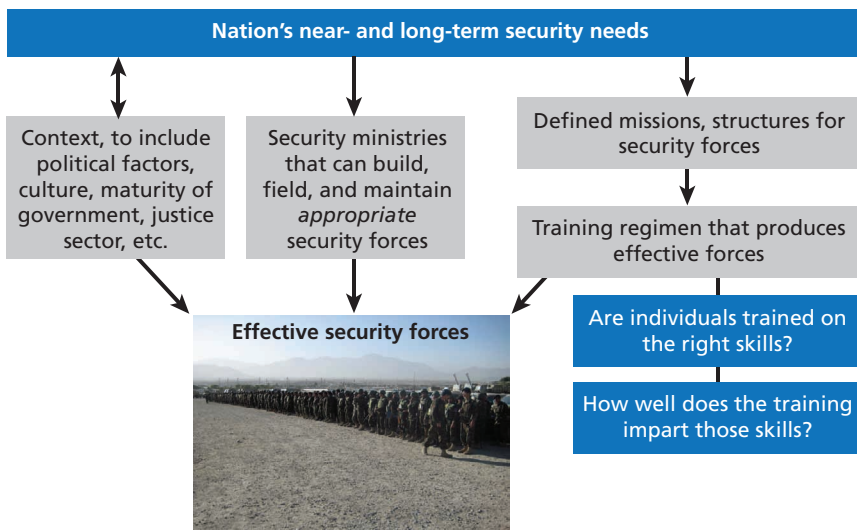 Nation’s near- and long-term security needs
Context, to include
political factors,
culture, maturity of
government, justice
sector, etc.
Security ministries
that can build,
field, and maintain
appropriate
security forces
Defined missions, structures for
security forces
Training regimen that produces
effective forces
Effective security forces
Are individuals trained on
the right skills?
How well does the training
impart those skills?